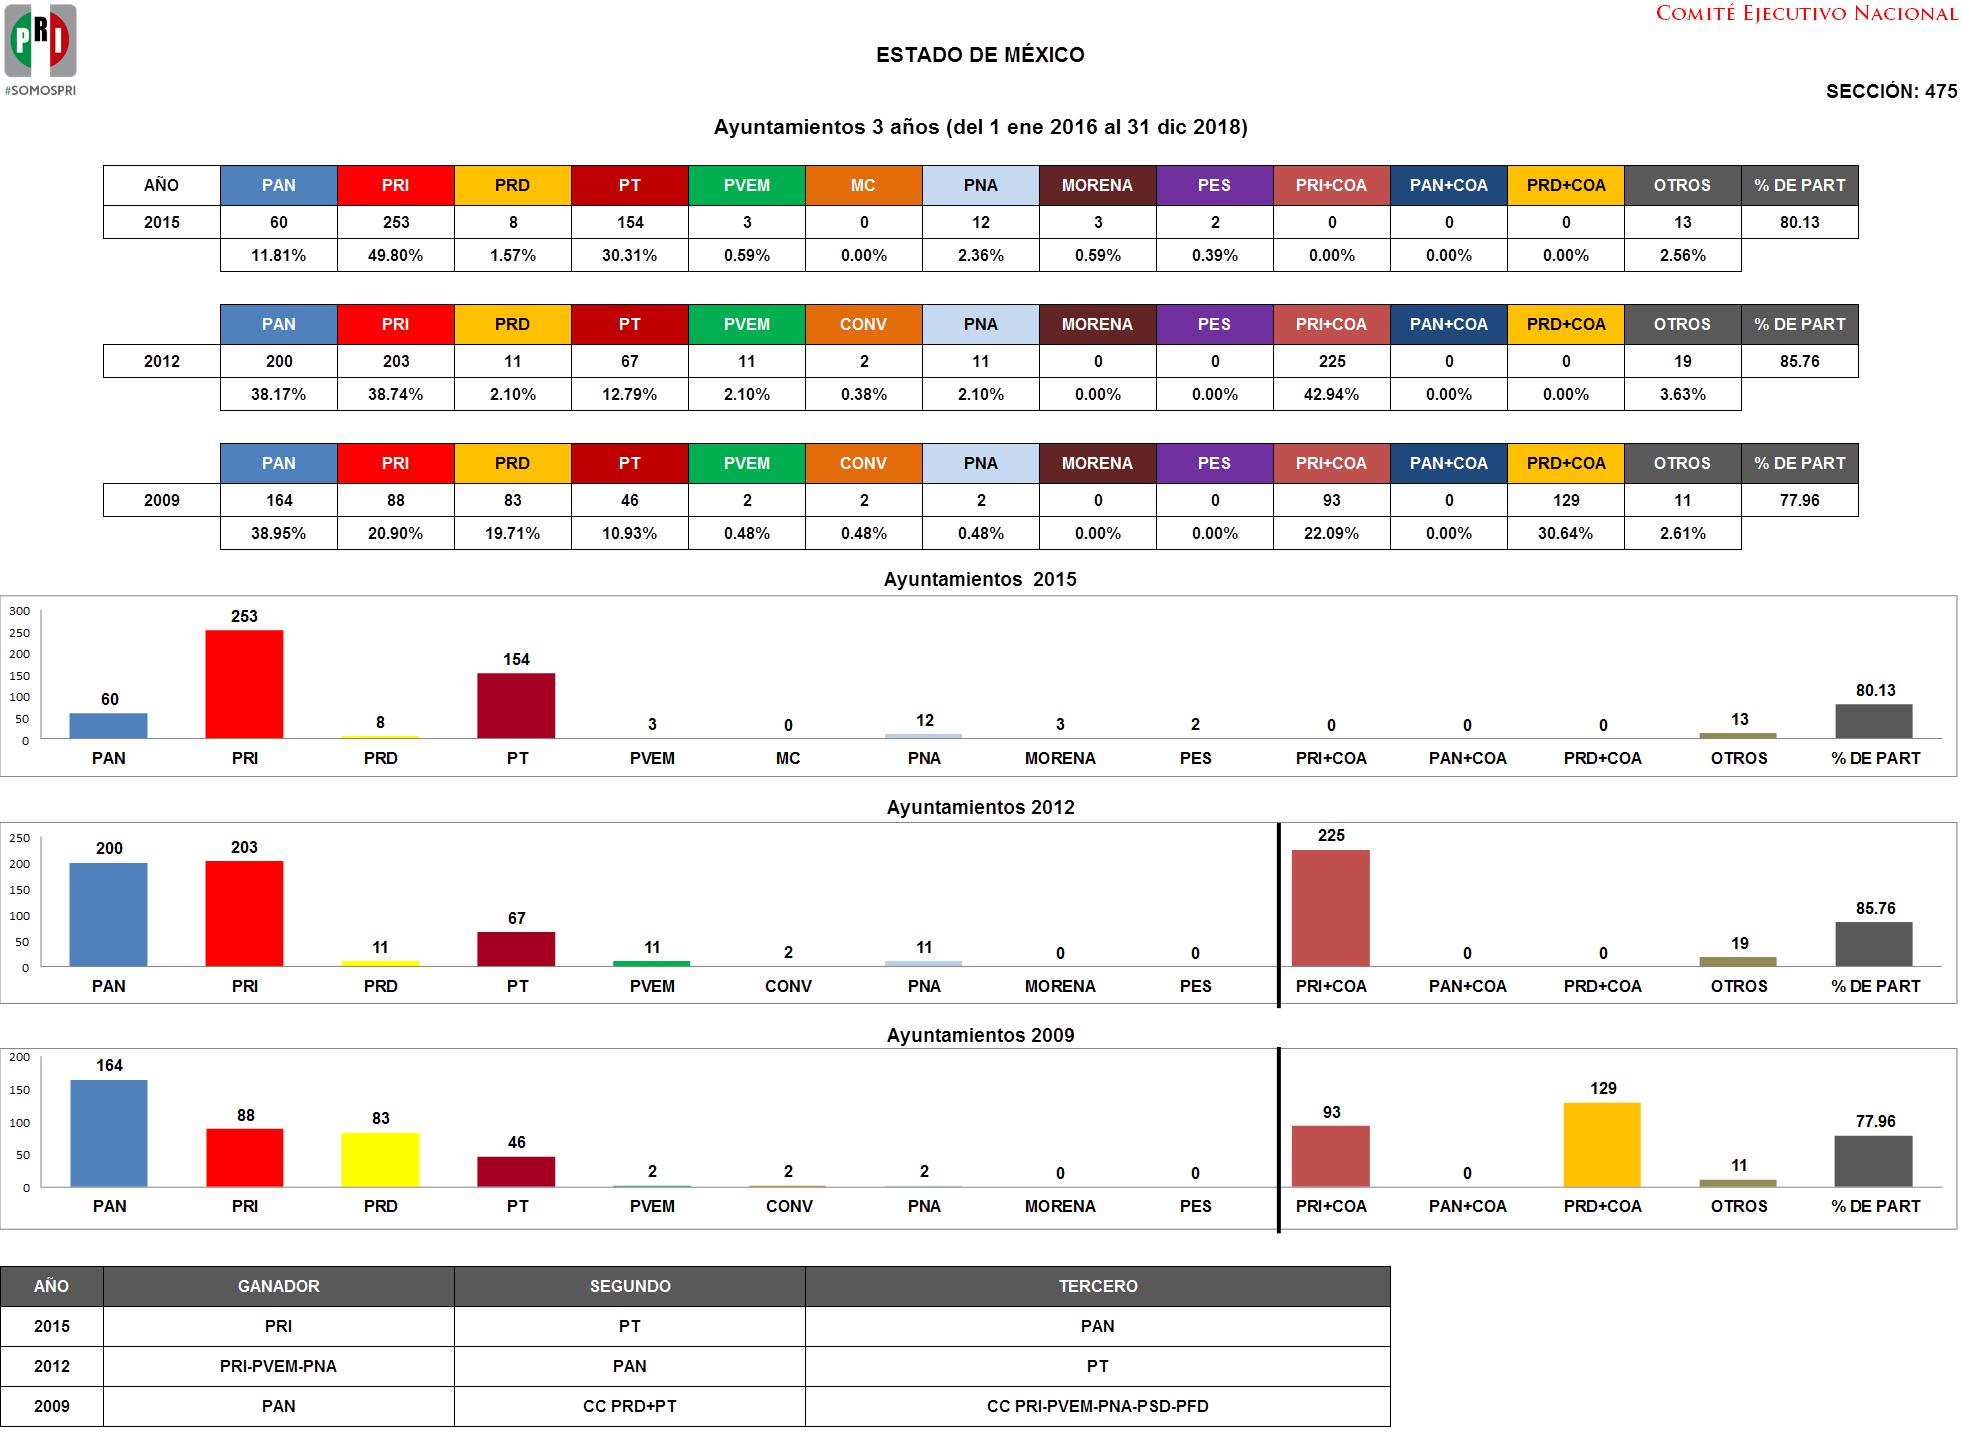 PRI
#SOMOSPRI
COMITÉ EJECUTIVO NACIONAL
ESTADO DE MÉXICO
SECCIÓN: 475
Ayuntamientos 3 años (del 1 ene 2016 al 31 dic 2018)
AÑO PAN PRI PRD PT PVEM MC PNA MORENA PES PRI+COA PAN+COA PRD+COA OTROS % DE PART
2015 60 253 8 154 3 0 12 3 2 0 0 0 13 80.13
11.81% 49.80% 1.57% 30.31% 0.59% 0.00% 2.36% 0.59% 0.39% 0.00% 0.00% 0.00% 2.56%
PAN PRI PRD PT PVEM CONV PNA MORENA PES PRI+COA PAN+COA PRD+COA OTROS % DE PART
2012 200 203 11 67 11 2 11 0 0 225 0 0 19 85.76
38.17% 38.74% 2.10% 12.79% 2.10% 0.38% 2.10% 0.00% 0.00% 42.94% 0.00% 0.00% 3.63%
PAN PRI PRD PT PVEM CONV PNA MORENA PES PRI+COA PAN+COA PRD+COA OTROS % DE PART
2009 164 88 83 46 2 2 2 0 0 93 0 129 11 77.96
38.95% 20.90% 19.71% 10.93% 0.48% 0.48% 0.48% 0.00% 0.00% 22.09% 0.00% 30.64% 2.61%
Ayuntamientos 2015
300
250
200
150
100
50
0
60 253 8 154 3 0 12 3 2 0 0 0 13 80.13
PAN PRI PRD PT PVEM MC PNA MORENA PES PRI+COA PAN+COA PRD+COA OTROS % DE PART
Ayuntamientos 2012
250
200
150
100
50
0
200 203 11 67 11 2 11 0 0 225 0 0 19 85.76
PAN PRI PRD PT PVEM CONV PNA MORENA PES PRI+COA PAN+COA PRD+COA OTROS % DE PART
Ayuntamientos 2009
200
150
100
50
0
164 88 83 46 2 2 2 0 0 93 0 129 11 77.96
PAN PRI PRD PT PVEM CONV PNA MORENA PES PRI+COA PAN+COA PRD+COA OTROS % DE PART
AÑO GANADOR SEGUNDO TERCERO
2015 PRI PT PAN
2012 PRI-PVEM-PNA PAN PT
2009 PAN CC PRD+PT CC PRI-PVEM-PNA-PSD-PFD